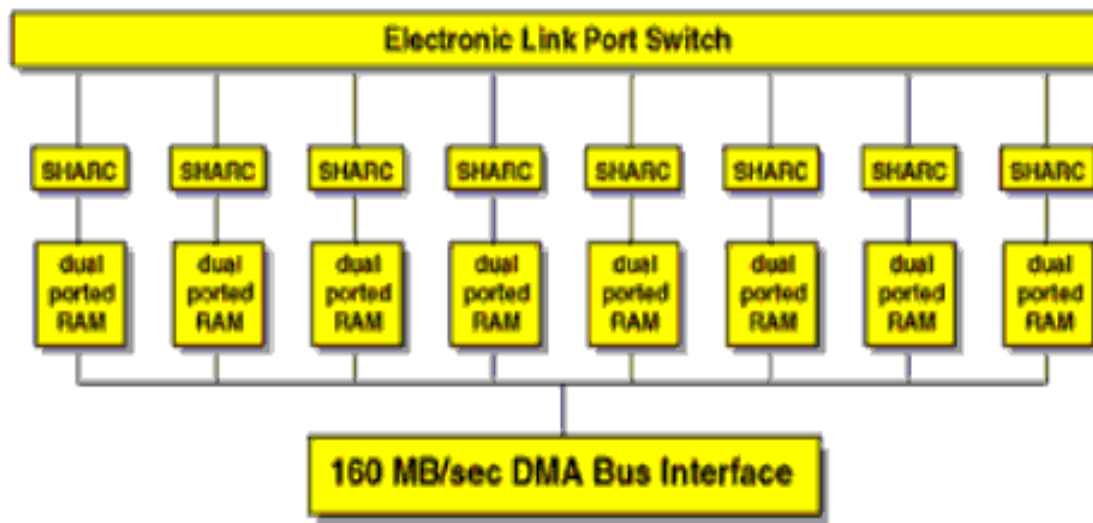 Electronic Link Port Switch
SHARC SHARC SHARC SHARC SHARC SHARC SHARC SHARC
dual dual dual dual dual dual dual dual
ported ported ported ported ported ported ported ported
RAM RAM RAM RAM RAM RAM RAM RAM
160 MB/sec DMA Bus Interface